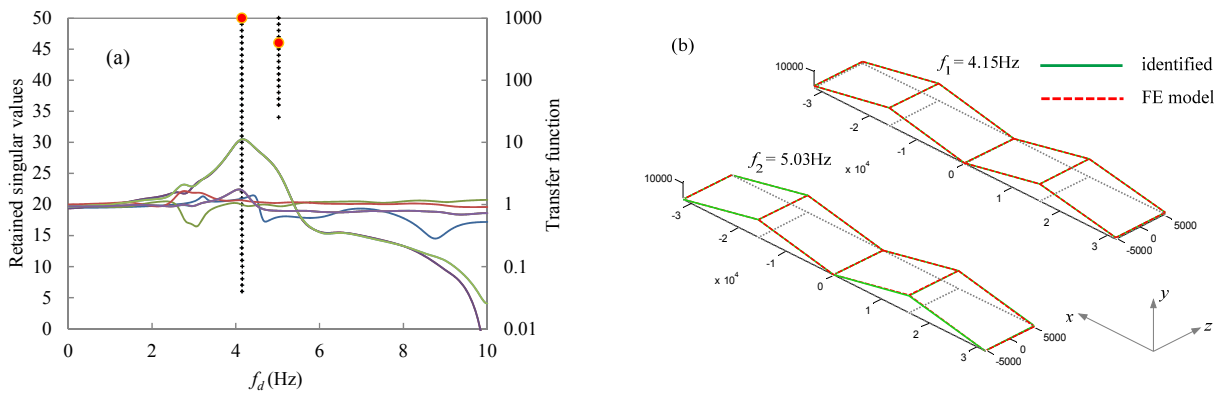 (a)
Retained singular values
50
45
40
35
30
25
20
15
10
5
0
0 2 4 6 8 10
f_d (Hz)
1000
100
10
1
0.1
0.01
Transfer function
(b)
f_1 = 4.15Hz
identified
FE model
10000
-3
-2
-1
x 10^4
0
1
2
3
-5000
0
5000
f_2 = 5.03Hz
10000
-3
-2
-1
x 10^4
0
1
2
3
-5000
0
5000
x
y
z